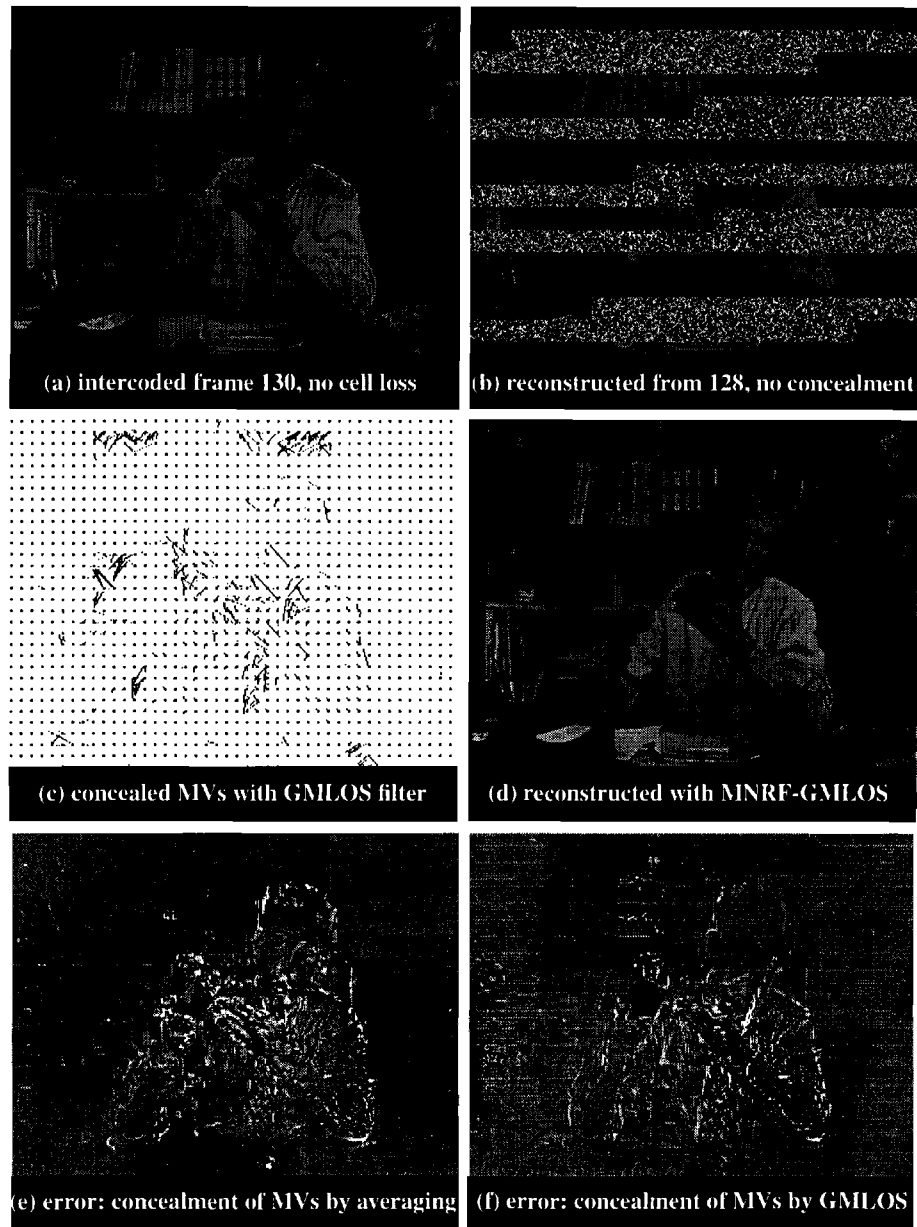 (a) intercoded frame 130, no cell loss
(b) reconstructed from 128, no concealment
(c) concealed MVs with GMLOS filter
(d) reconstructed with MNRF-GMLOS
(e) error: concealment of MVs by averaging
(f) error: concealment of MVs by GMLOS